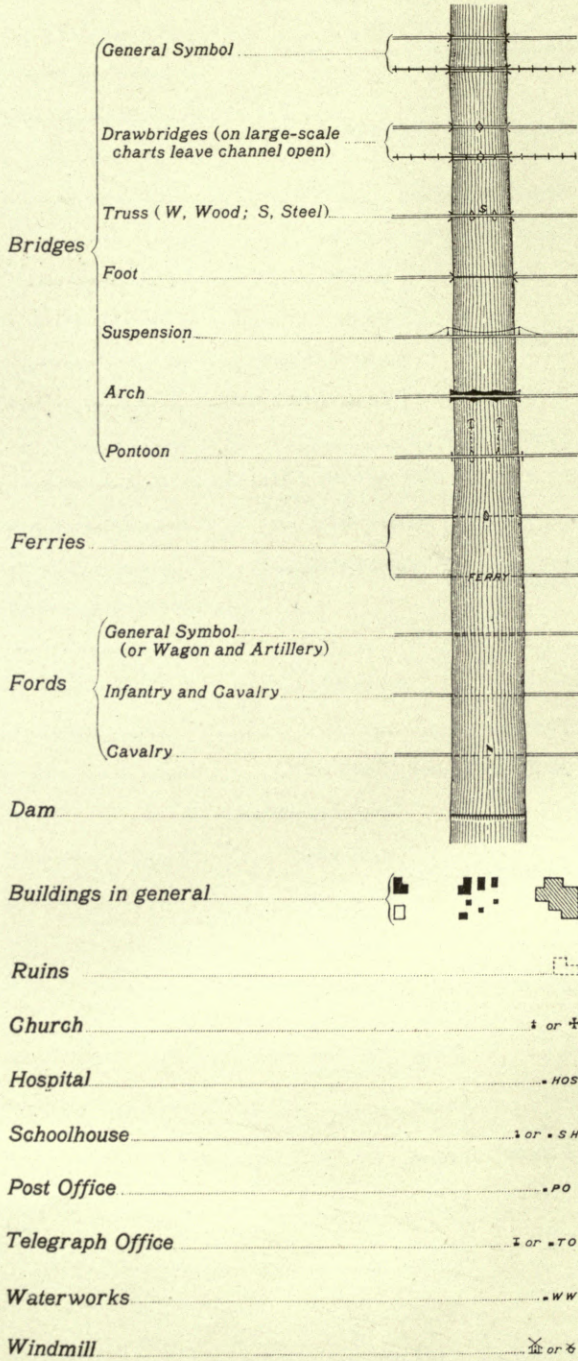 General Symbol
Drawbridges (on large-scale
charts leave channel open)
Truss (W, Wood; S, Steel)
S
Bridges
Foot
Suspension
Arch
Pontoon
Ferries
FERRY
General Symbol
(or Wagon and Artillery)
Fords
Infantry and Cavalry
Cavalry
Dam
Buildings in general
Ruins
Church
or
Hospital
HOS
Schoolhouse
or SH
Post Office
PO
Telegraph Office
or TO
Waterworks
WW
Windmill
or